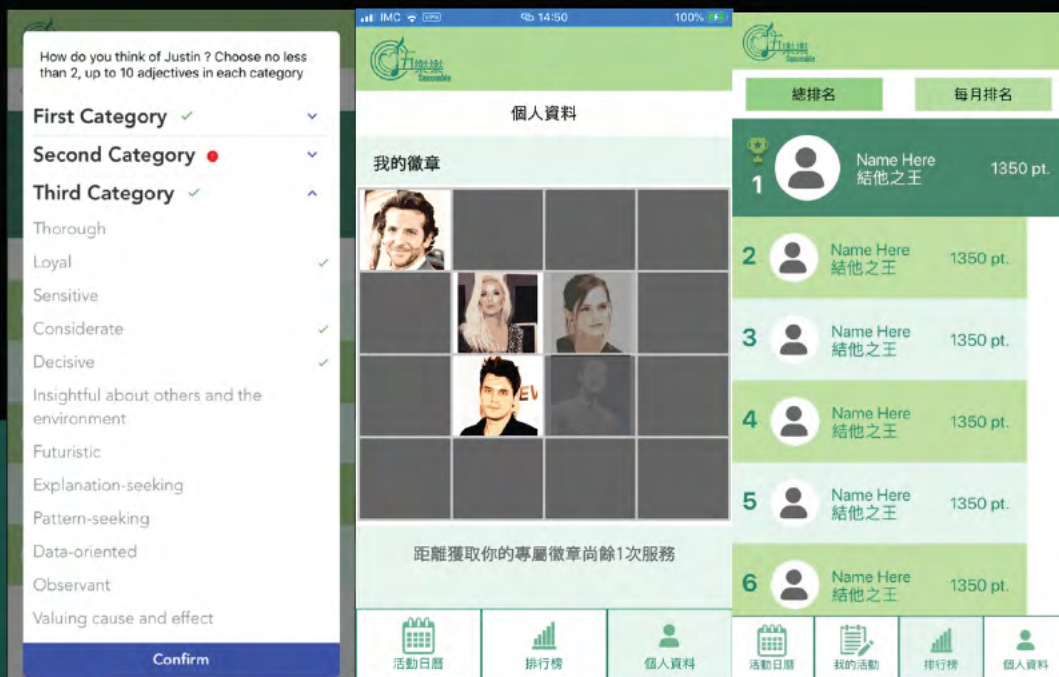 How do you think of Justin ? Choose no less
than 2, up to 10 adjectives in each category
First Category
Second Category
Third Category
Thorough
Loyal
Sensitive
Considerate
Decisive
Insightful about others and the
environment
Futuristic
Explanation-seeking
Pattern-seeking
Data-oriented
Observant
Valuing cause and effect
Confirm
IMC VPN 14:50 100%
五樂樂
個人資料
我的徽章
距離獲取你的專屬徽章尚餘1次服務
活動日曆 排行榜 個人資料
五樂樂
總排名 每月排名
1 Name Here 1350 pt.
結他之王
2 Name Here 1350 pt.
結他之王
3 Name Here 1350 pt.
結他之王
4 Name Here 1350 pt.
結他之王
5 Name Here 1350 pt.
結他之王
6 Name Here 1350 pt.
結他之王
活動日曆 我的活動 排行榜 個人資料